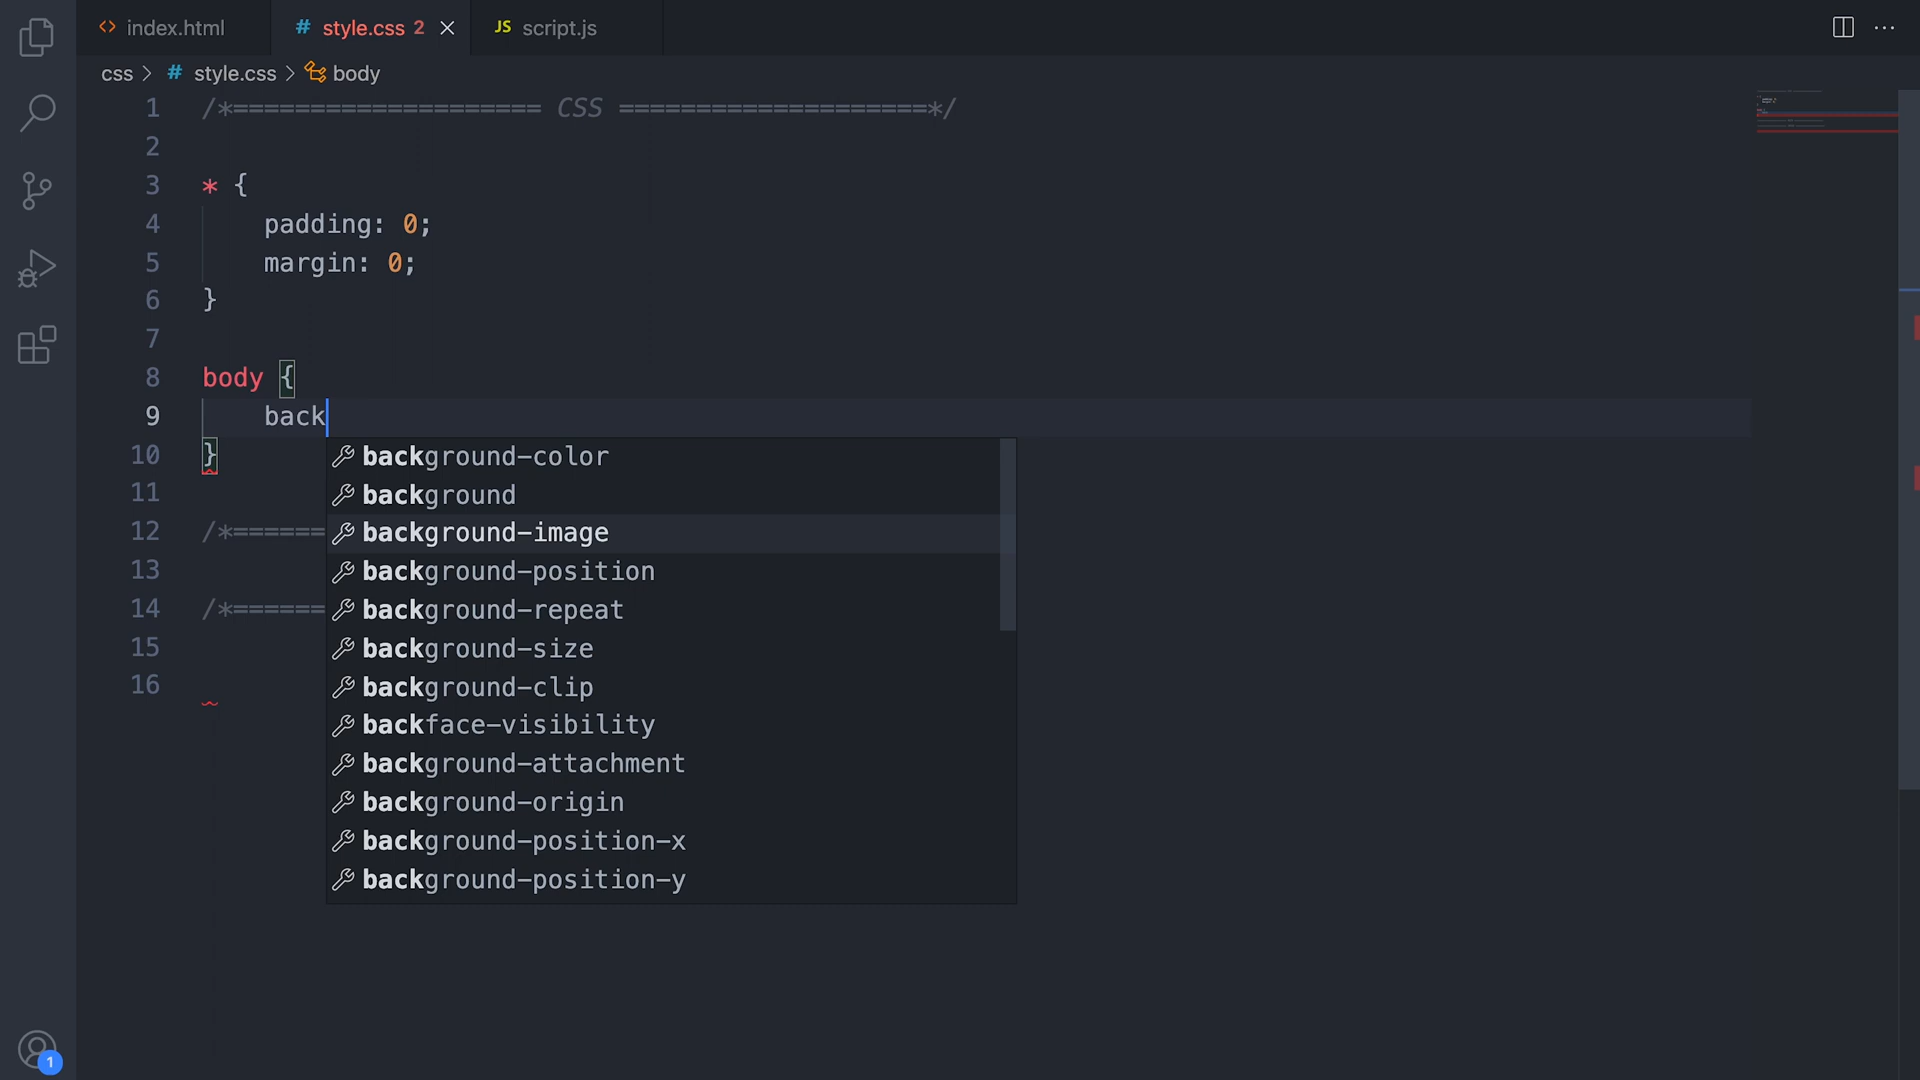 index.html
style.css 2
JS script.js
css > # style.css > body
1 /*==================== CSS ====================*/
2
3 * {
4 padding: 0;
5 margin: 0;
6 }
7
8 body {
9 back
10 }
11
12 /*======
13
14 /*======
15
16
background-color
background
background-image
background-position
background-repeat
background-size
background-clip
backface-visibility
background-attachment
background-origin
background-position-x
background-position-y
1